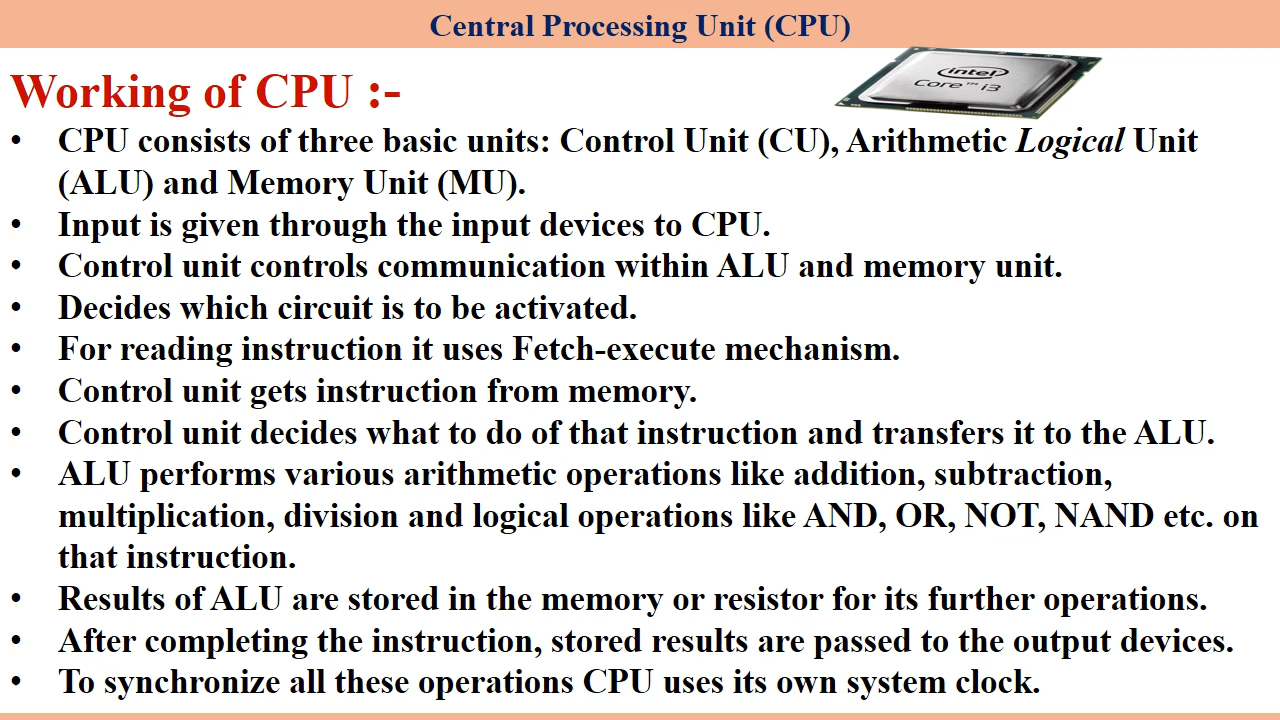 Central Processing Unit (CPU)
intel
CORE™ i3
Working of CPU :-
• CPU consists of three basic units: Control Unit (CU), Arithmetic Logical Unit
(ALU) and Memory Unit (MU).
• Input is given through the input devices to CPU.
• Control unit controls communication within ALU and memory unit.
• Decides which circuit is to be activated.
• For reading instruction it uses Fetch-execute mechanism.
• Control unit gets instruction from memory.
• Control unit decides what to do of that instruction and transfers it to the ALU.
• ALU performs various arithmetic operations like addition, subtraction,
multiplication, division and logical operations like AND, OR, NOT, NAND etc. on
that instruction.
• Results of ALU are stored in the memory or resistor for its further operations.
• After completing the instruction, stored results are passed to the output devices.
• To synchronize all these operations CPU uses its own system clock.